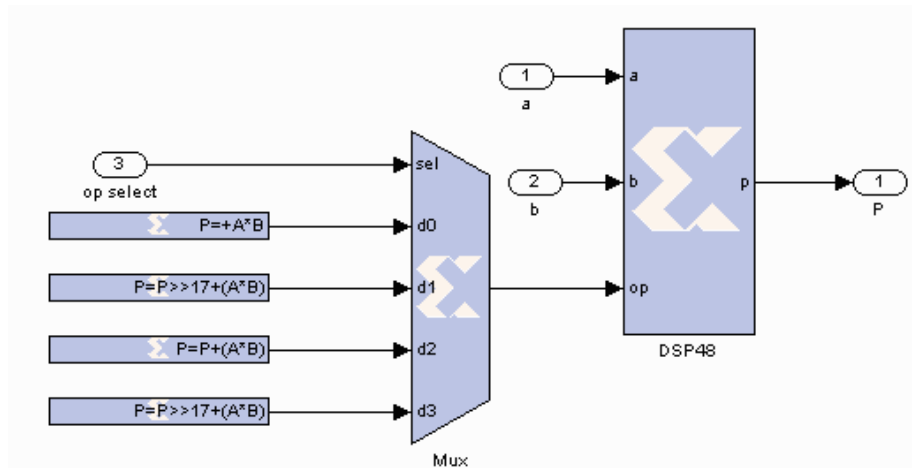 1
a
a
3
op select
sel
2
b
b
p
1
P
P=+A*B
d0
P=P>>17+(A*B)
d1
op
P=P+(A*B)
d2
DSP48
P=P>>17+(A*B)
d3
Mux